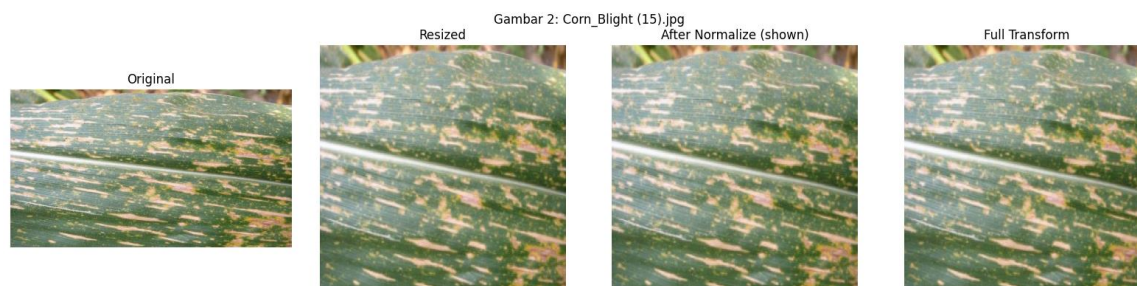 Gambar 2: Corn_Blight (15).jpg
Original
Resized
After Normalize (shown)
Full Transform